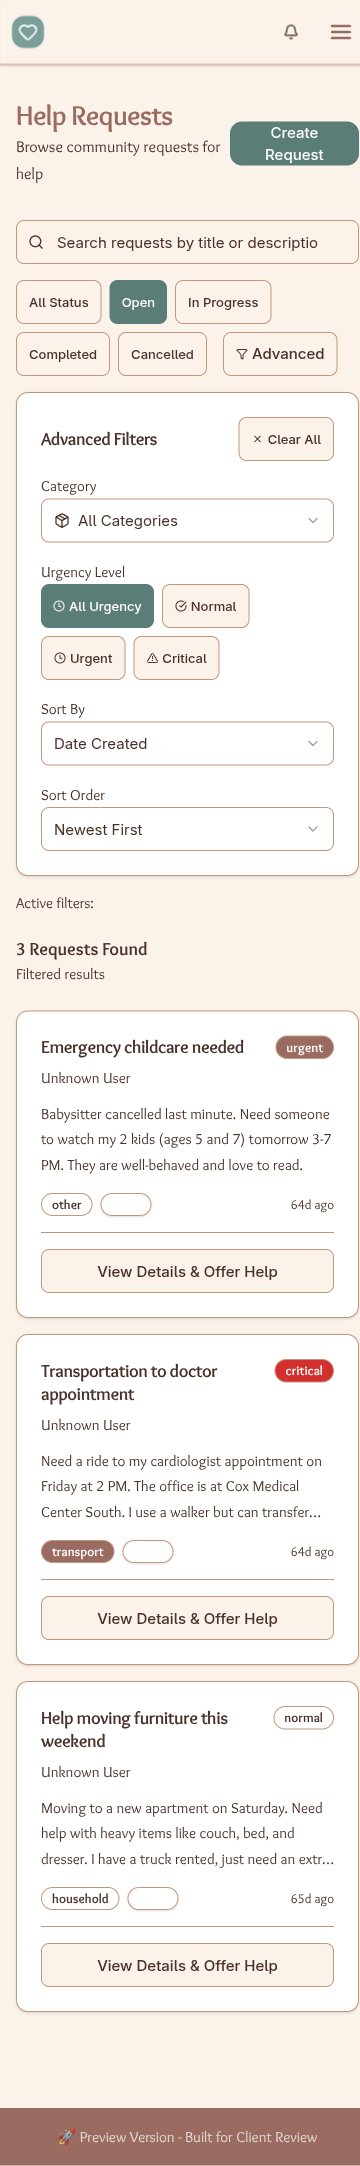 Help Requests
Browse community requests for
help
Create
Request
Search requests by title or descriptio
All Status
Open
In Progress
Completed
Cancelled
Advanced
Advanced Filters
Clear All
Category
All Categories
Urgency Level
All Urgency
Normal
Urgent
Critical
Sort By
Date Created
Sort Order
Newest First
Active filters:
3 Requests Found
Filtered results
Emergency childcare needed
urgent
Unknown User
Babysitter cancelled last minute. Need someone
to watch my 2 kids (ages 5 and 7) tomorrow 3-7
PM. They are well-behaved and love to read.
other
64d ago
View Details & Offer Help
Transportation to doctor
appointment
critical
Unknown User
Need a ride to my cardiologist appointment on
Friday at 2 PM. The office is at Cox Medical
Center South. I use a walker but can transfer...
transport
64d ago
View Details & Offer Help
Help moving furniture this
weekend
normal
Unknown User
Moving to a new apartment on Saturday. Need
help with heavy items like couch, bed, and
dresser. I have a truck rented, just need an extr...
household
65d ago
View Details & Offer Help
🚀 Preview Version - Built for Client Review